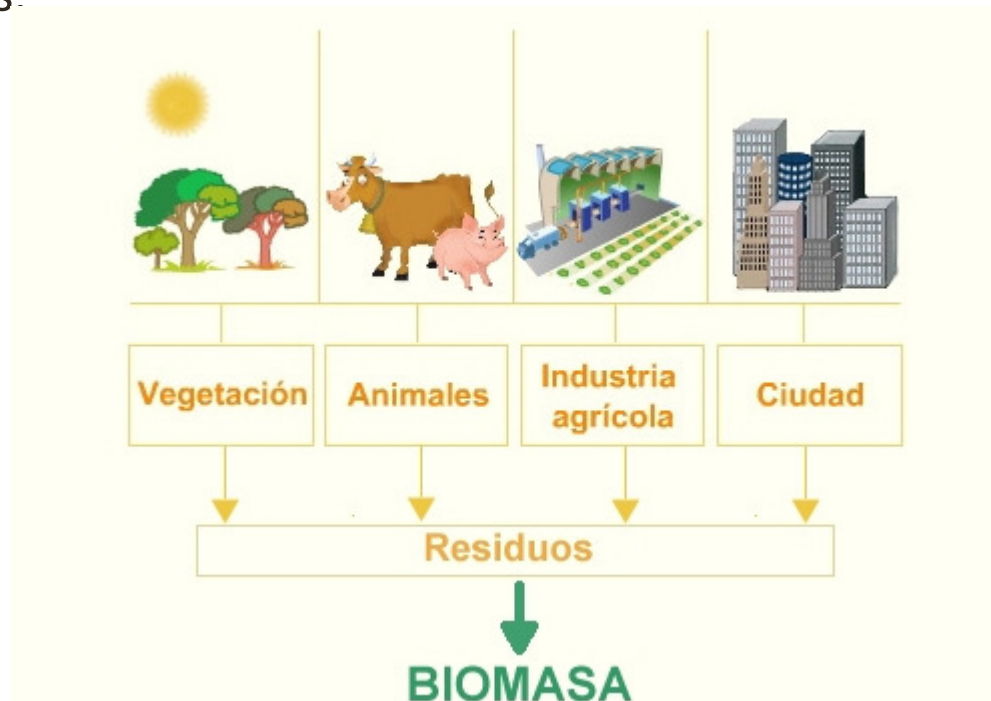 s.
Vegetación
Animales
Industria
agrícola
Ciudad
Residuos
BIOMASA